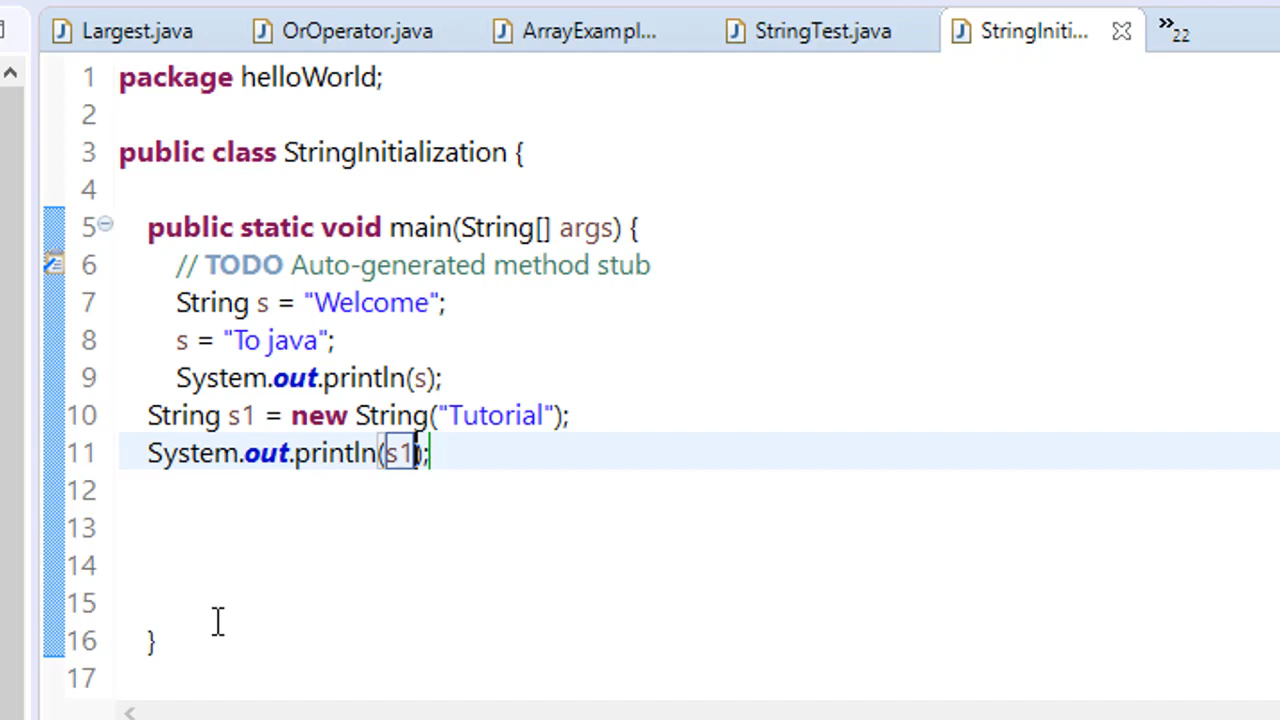 Largest.java OrOperator.java ArrayExampl... StringTest.java StringIniti... »22
1 package helloWorld;
2
3 public class StringInitialization {
4
5 public static void main(String[] args) {
6 // TODO Auto-generated method stub
7 String s = "Welcome";
8 s = "To java";
9 System.out.println(s);
10 String s1 = new String("Tutorial");
11 System.out.println(s1);
12
13
14
15
16 }
17